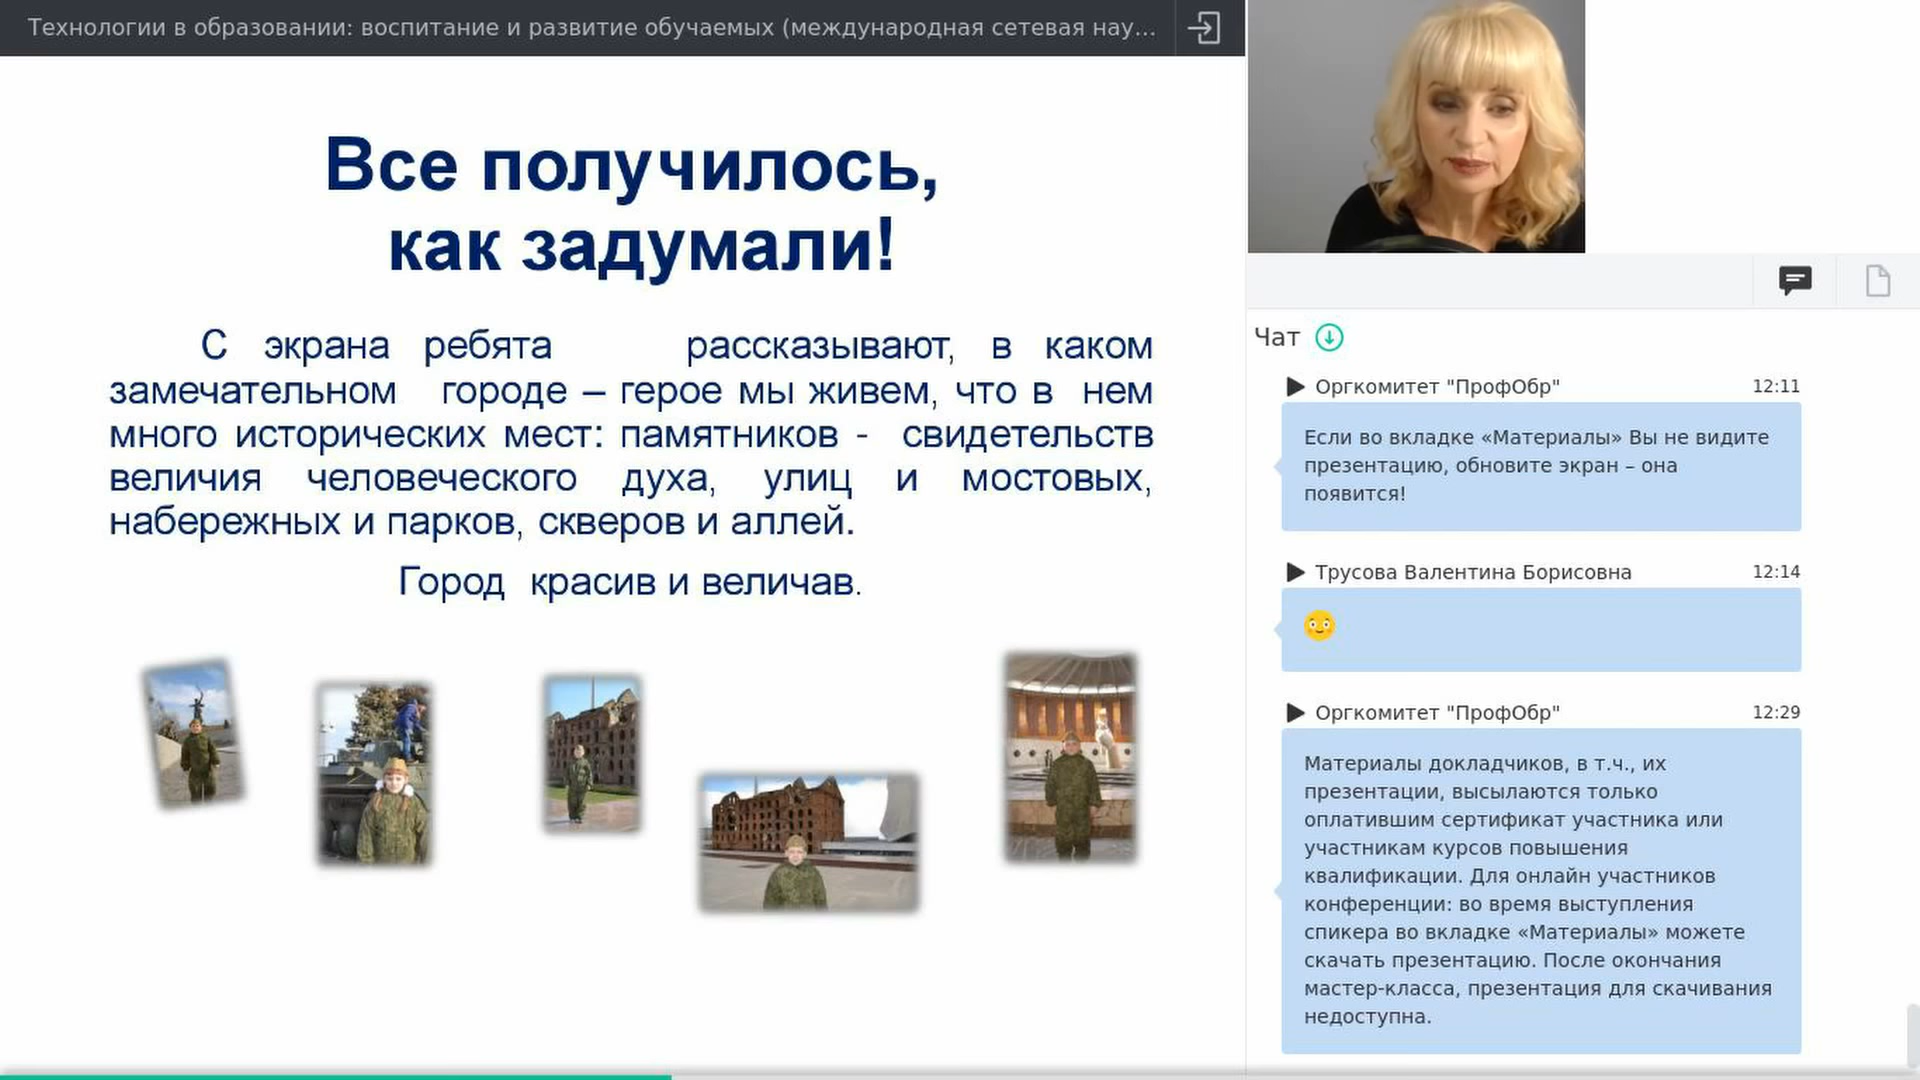 Технологии в образовании: воспитание и развитие обучаемых (международная сетевая нау...
Все получилось,
как задумали!
С экрана ребята рассказывают, в каком
замечательном городе – герое мы живем, что в нем
много исторических мест: памятников - свидетельств
величия человеческого духа, улиц и мостовых,
набережных и парков, скверов и аллей.
Город красив и величав.
Чат
Оргкомитет "ПрофОбр" 12:11
Если во вкладке «Материалы» Вы не видите
презентацию, обновите экран – она
появится!
Трусова Валентина Борисовна 12:14
Оргкомитет "ПрофОбр" 12:29
Материалы докладчиков, в т.ч., их
презентации, высылаются только
оплатившим сертификат участника или
участникам курсов повышения
квалификации. Для онлайн участников
конференции: во время выступления
спикера во вкладке «Материалы» можете
скачать презентацию. После окончания
мастер-класса, презентация для скачивания
недоступна.